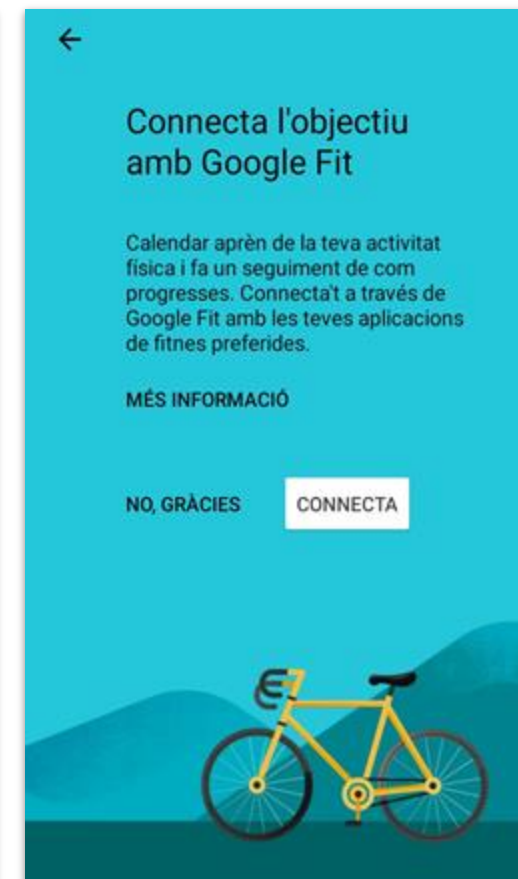 Connecta l'objectiu
amb Google Fit
Calendar aprèn de la teva activitat
física i fa un seguiment de com
progresses. Connecta't a través de
Google Fit amb les teves aplicacions
de fitnes preferides.
MÉS INFORMACIÓ
NO, GRÀCIES CONNECTA